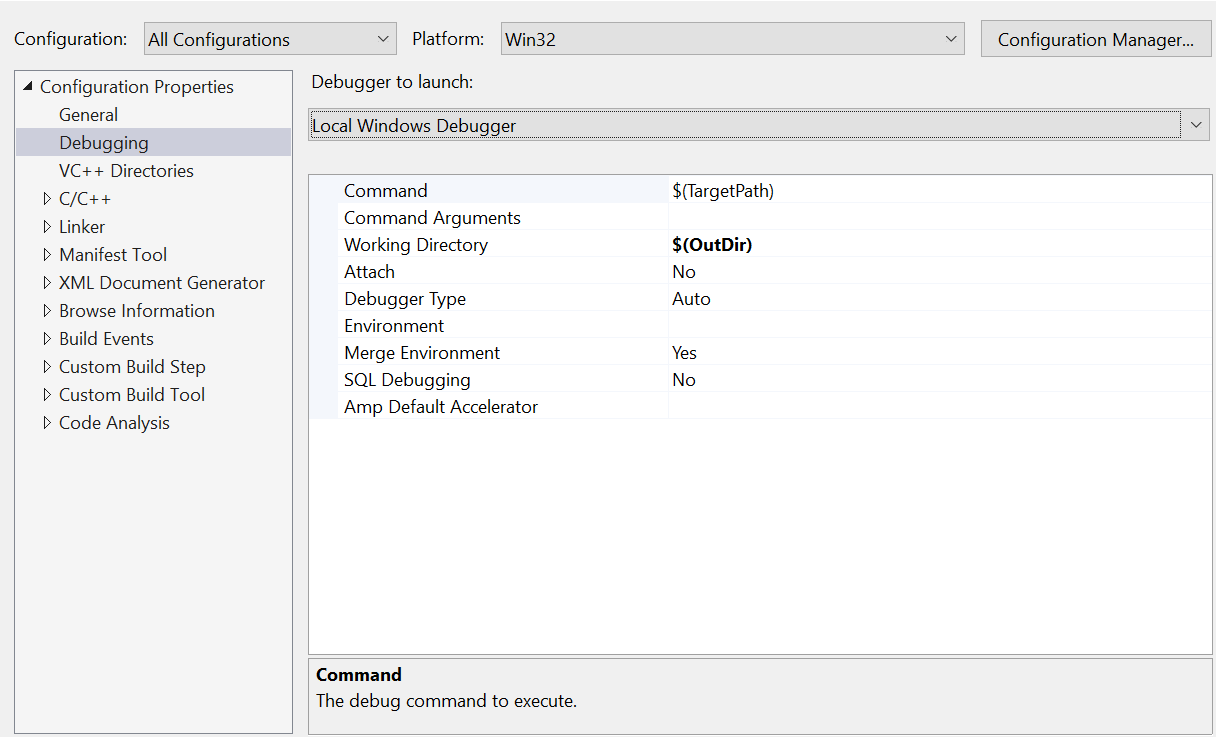 Configuration: All Configurations Platform: Win32 Configuration Manager...
Configuration Properties
General
Debugging
VC++ Directories
C/C++
Linker
Manifest Tool
XML Document Generator
Browse Information
Build Events
Custom Build Step
Custom Build Tool
Code Analysis
Debugger to launch:
Local Windows Debugger
Command $(TargetPath)
Command Arguments
Working Directory $(OutDir)
Attach No
Debugger Type Auto
Environment
Merge Environment Yes
SQL Debugging No
Amp Default Accelerator
Command
The debug command to execute.